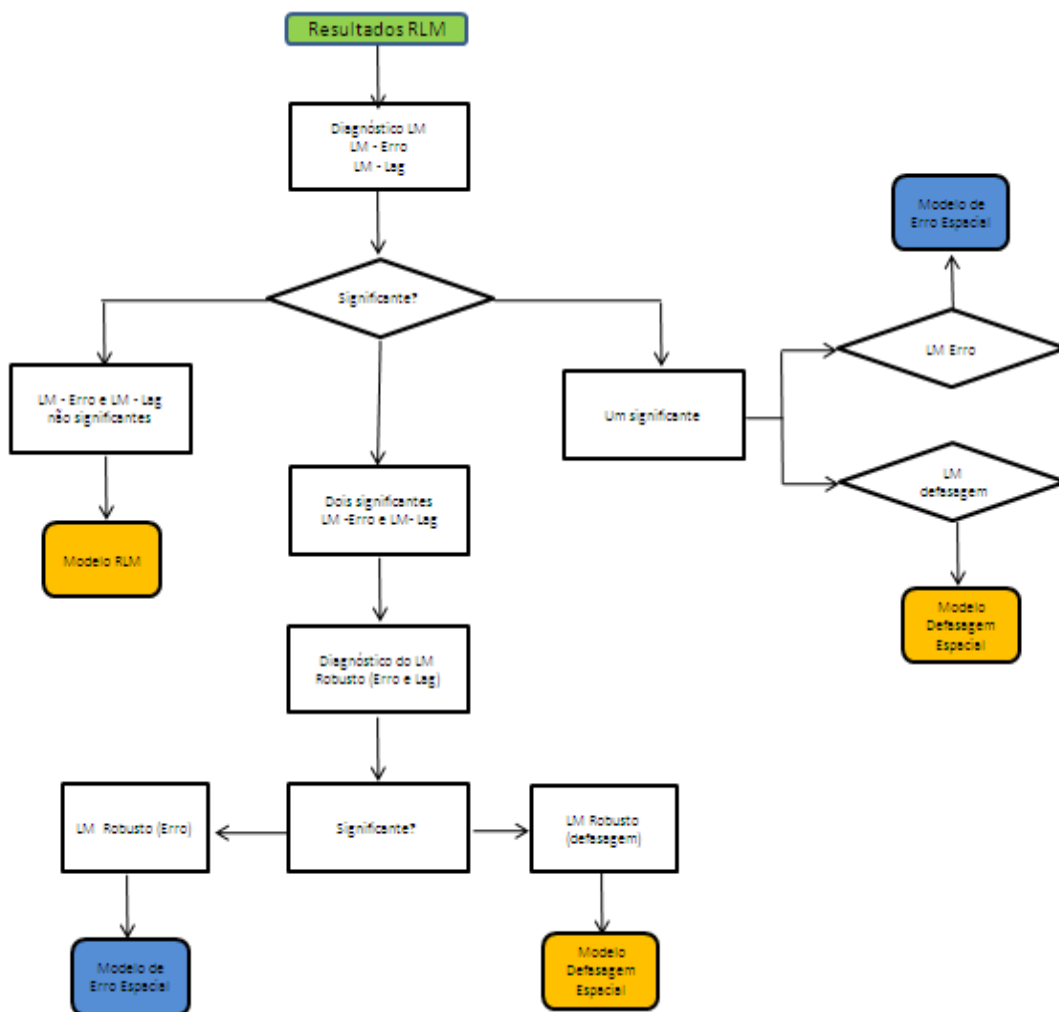 Resultados RLM
Diagnóstico LM
LM - Erro
LM - Lag
Significante?
Modelo de
Erro Espacial
LM Erro
LM - Erro e LM - Lag
não significantes
Um significante
LM
defasagem
Dois significantes
LM -Erro e LM- Lag
Modelo RLM
Modelo
Defasagem
Espacial
Diagnóstico do LM
Robusto (Erro e Lag)
LM Robusto (Erro)
Significante?
LM Robusto
(defasagem)
Modelo de
Erro Espacial
Modelo
Defasagem
Espacial